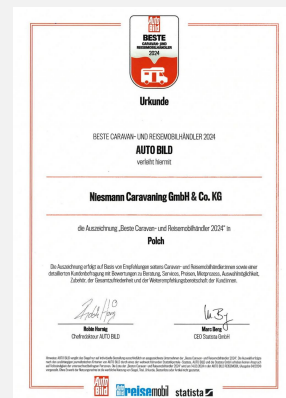 Auto
Bild
BESTE
CARAVAN- UND
REISEMOBILHÄNDLER
2024
Urkunde
BESTE CARAVAN- UND REISEMOBILHÄNDLER 2024
AUTO BILD
verleiht hiermit
Niesmann Caravaning GmbH & Co. KG
die Auszeichnung „Beste Caravan- und Reisemobilhändler 2024" in
Polch
Die Auszeichnung erfolgt auf Basis von Empfehlungen seitens Caravan- und Reisemobilhändlerinnen sowie einer
detaillierten Kundenbefragung mit Bewertungen zu Beratung, Services, Preisen, Mietprozess, Auswahlmöglichkeit,
Zubehör, der Gesamtzufriedenheit und der Weiterempfehlungsbereitschaft der KundInnen.
Robin Hornig
Chefredakteur AUTO BILD
Marc Berg
CEO Statista GmbH
Auto
Bild
reisemobil
statista